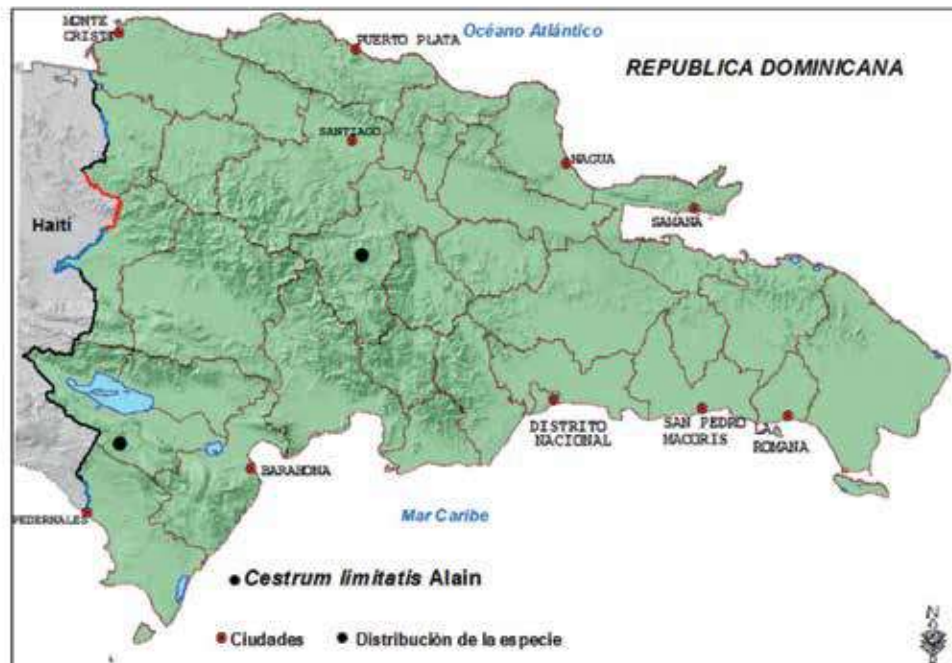 MONTE
CRISTI
PUERTO PLATA
Océano Atlántico
REPUBLICA DOMINICANA
SANTIAGO
NAGUA
SAMANA
Haití
DISTRITO
NACIONAL
SAN PEDRO
MACORIS
LA
ROMANA
BARAHONA
PEDERNALES
Mar Caribe
Cestrum limitatis Alain
Ciudades
Distribución de la especie